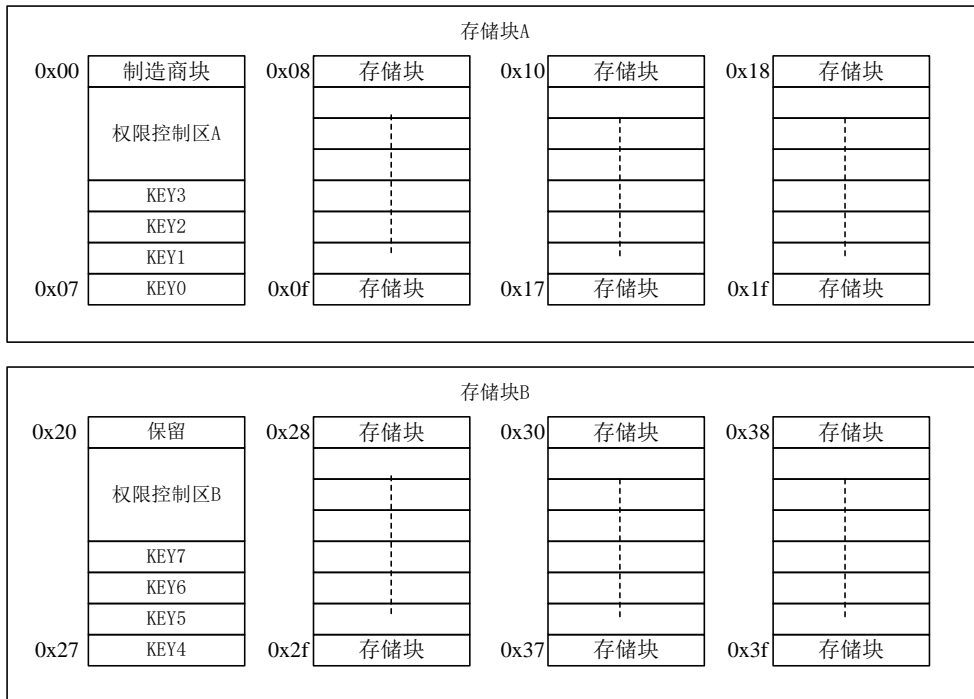 存储块A
0x00 制造商块 0x08 存储块 0x10 存储块 0x18 存储块
权限控制区A
KEY3
KEY2
KEY1
0x07 KEY0 0x0f 存储块 0x17 存储块 0x1f 存储块
存储块B
0x20 保留 0x28 存储块 0x30 存储块 0x38 存储块
权限控制区B
KEY7
KEY6
KEY5
0x27 KEY4 0x2f 存储块 0x37 存储块 0x3f 存储块